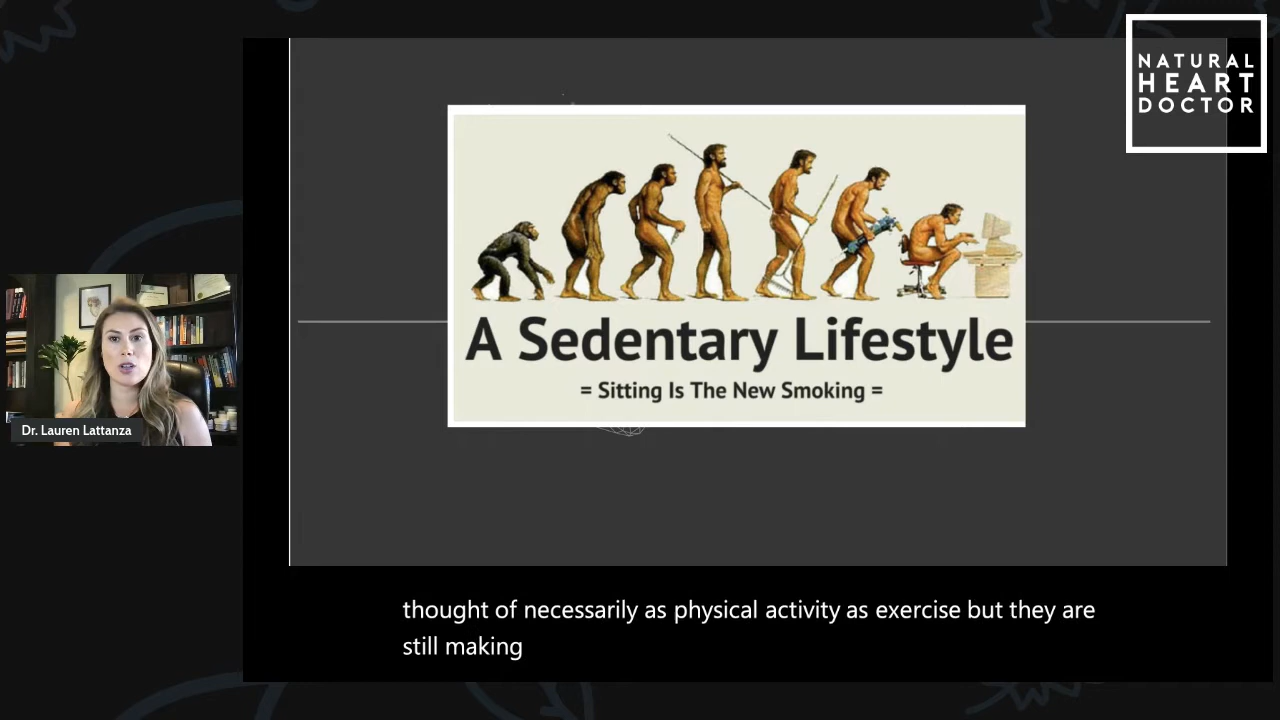 NATURAL
HEART
DOCTOR
A Sedentary Lifestyle
= Sitting Is The New Smoking =
Dr. Lauren Lattanza
thought of necessarily as physical activity as exercise but they are
still making